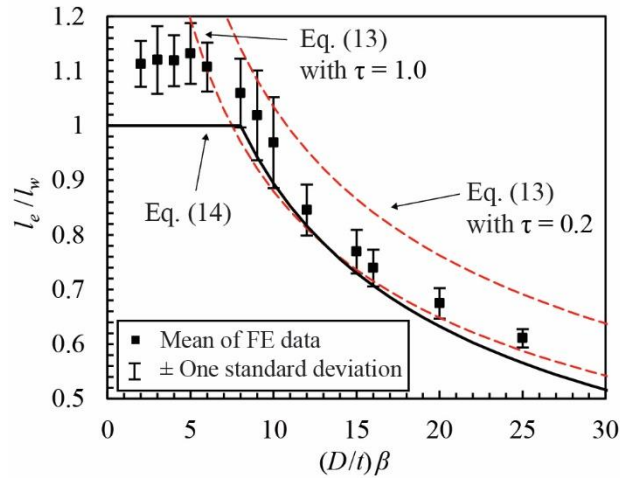 1.2
1.1
1
0.9
0.8
0.7
0.6
0.5
l_e/l_w
Eq. (13)
with τ = 1.0
Eq. (14)
Eq. (13)
with τ = 0.2
Mean of FE data
± One standard deviation
0 5 10 15 20 25 30
(D/t)β